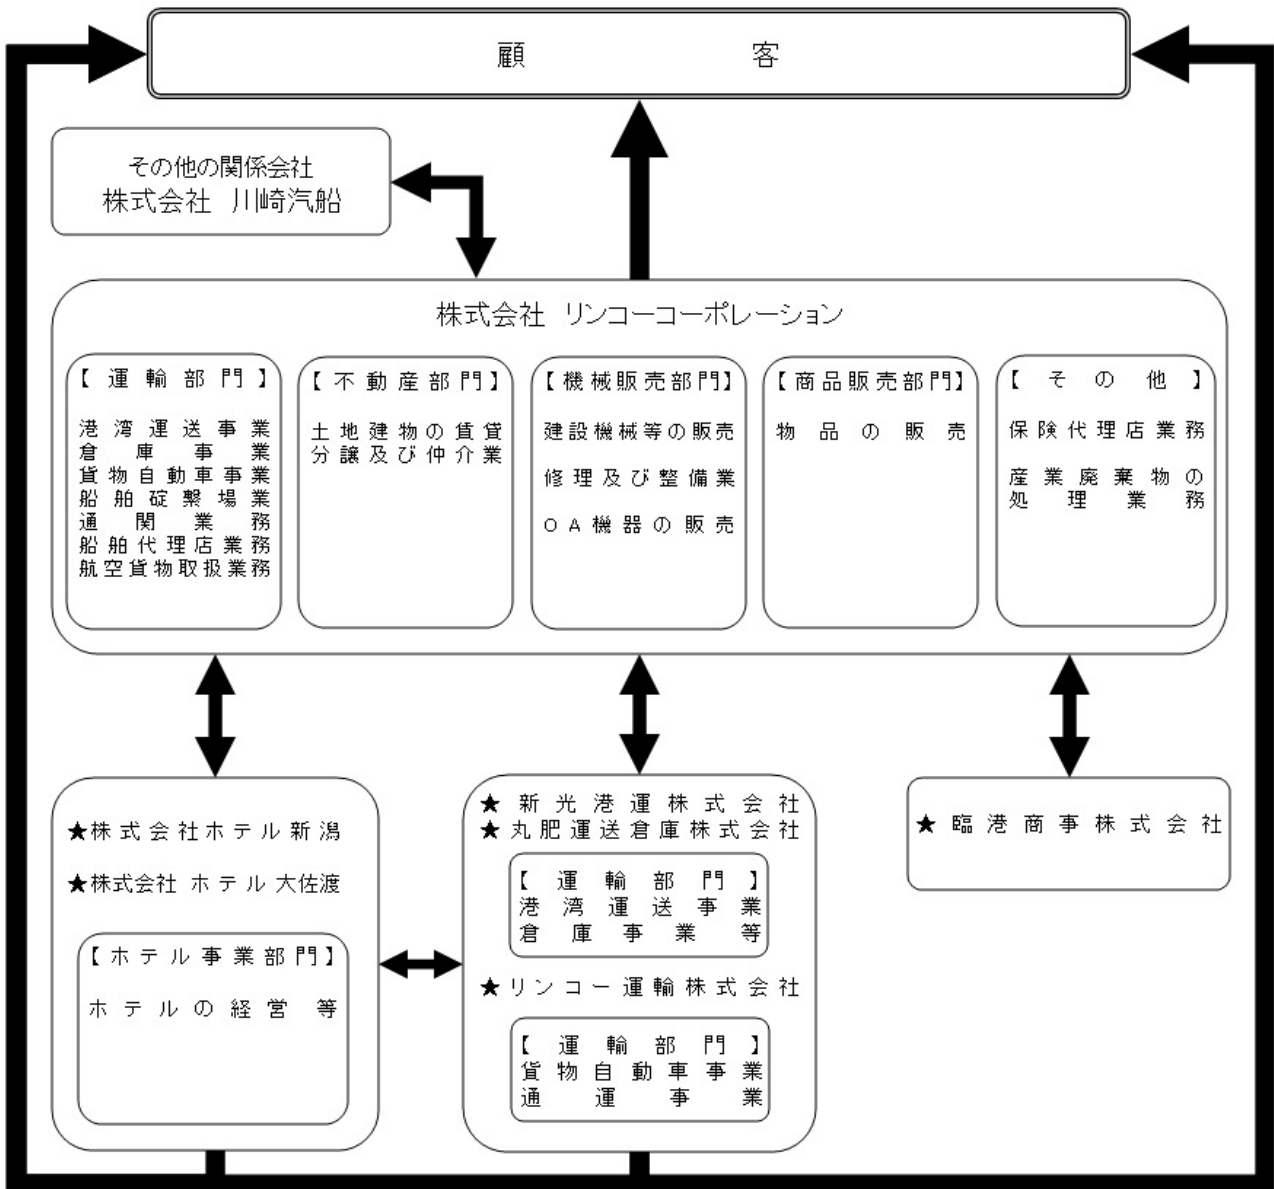 顧客
その他の関係会社
株式会社 川崎汽船
株式会社 リンコーコーポレーション
【運輸部門】
港湾運送事業
倉庫事業
貨物自動車事業
船舶碇繋場業
通関業務
船舶代理店業務
航空貨物取扱業務
【不動産部門】
土地建物の賃貸
分譲及び仲介業
【機械販売部門】
建設機械等の販売
修理及び整備業
OA機器の販売
【商品販売部門】
物品の販売
【その他】
保険代理店業務
産業廃棄物の
処理業務
★株式会社ホテル新潟
★株式会社 ホテル大佐渡
【ホテル事業部門】
ホテルの経営等
★新光港運株式会社
★丸肥運送倉庫株式会社
【運輸部門】
港湾運送事業
倉庫事業等
★リンコー運輸株式会社
【運輸部門】
貨物自動車事業
通運事業
★臨港商事株式会社